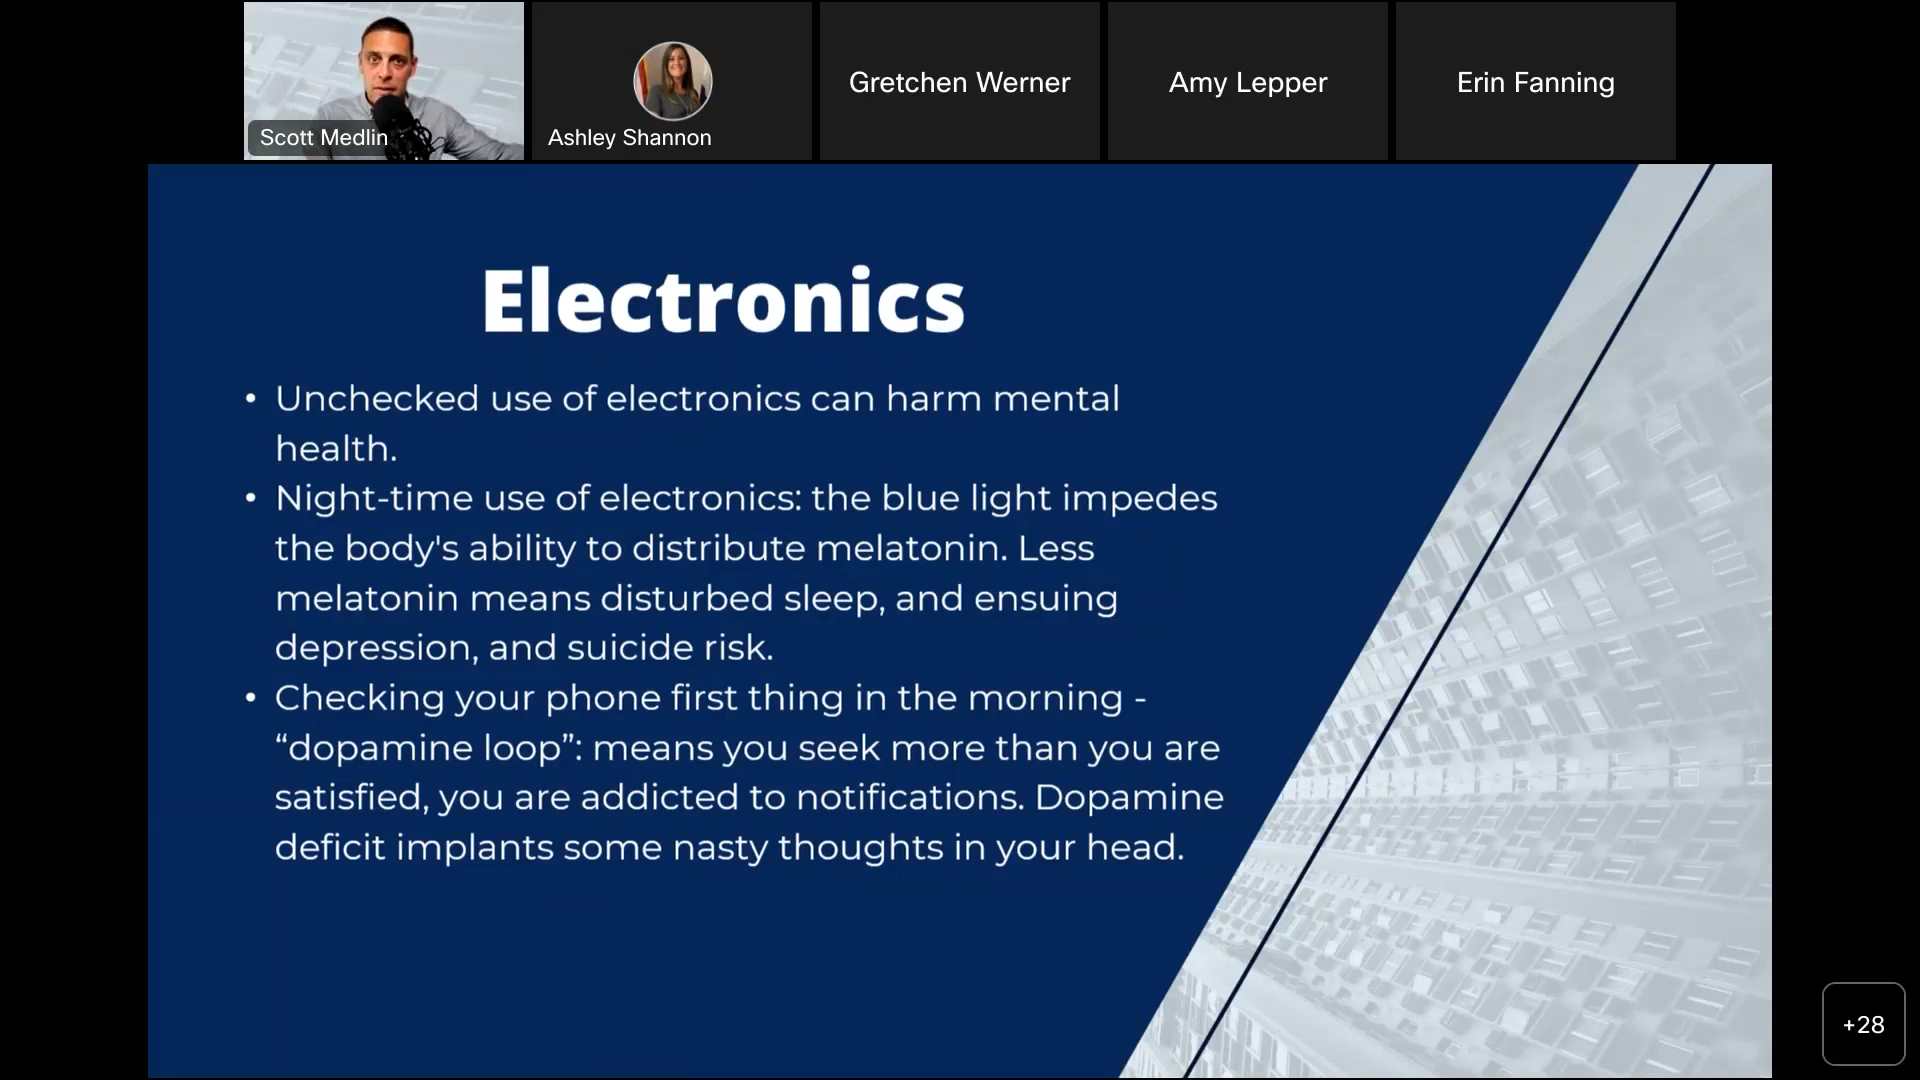 Scott Medlin
Ashley Shannon
Gretchen Werner
Amy Lepper
Erin Fanning
Electronics
• Unchecked use of electronics can harm mental
health.
• Night-time use of electronics: the blue light impedes
the body's ability to distribute melatonin. Less
melatonin means disturbed sleep, and ensuing
depression, and suicide risk.
• Checking your phone first thing in the morning -
“dopamine loop”: means you seek more than you are
satisfied, you are addicted to notifications. Dopamine
deficit implants some nasty thoughts in your head.
+28